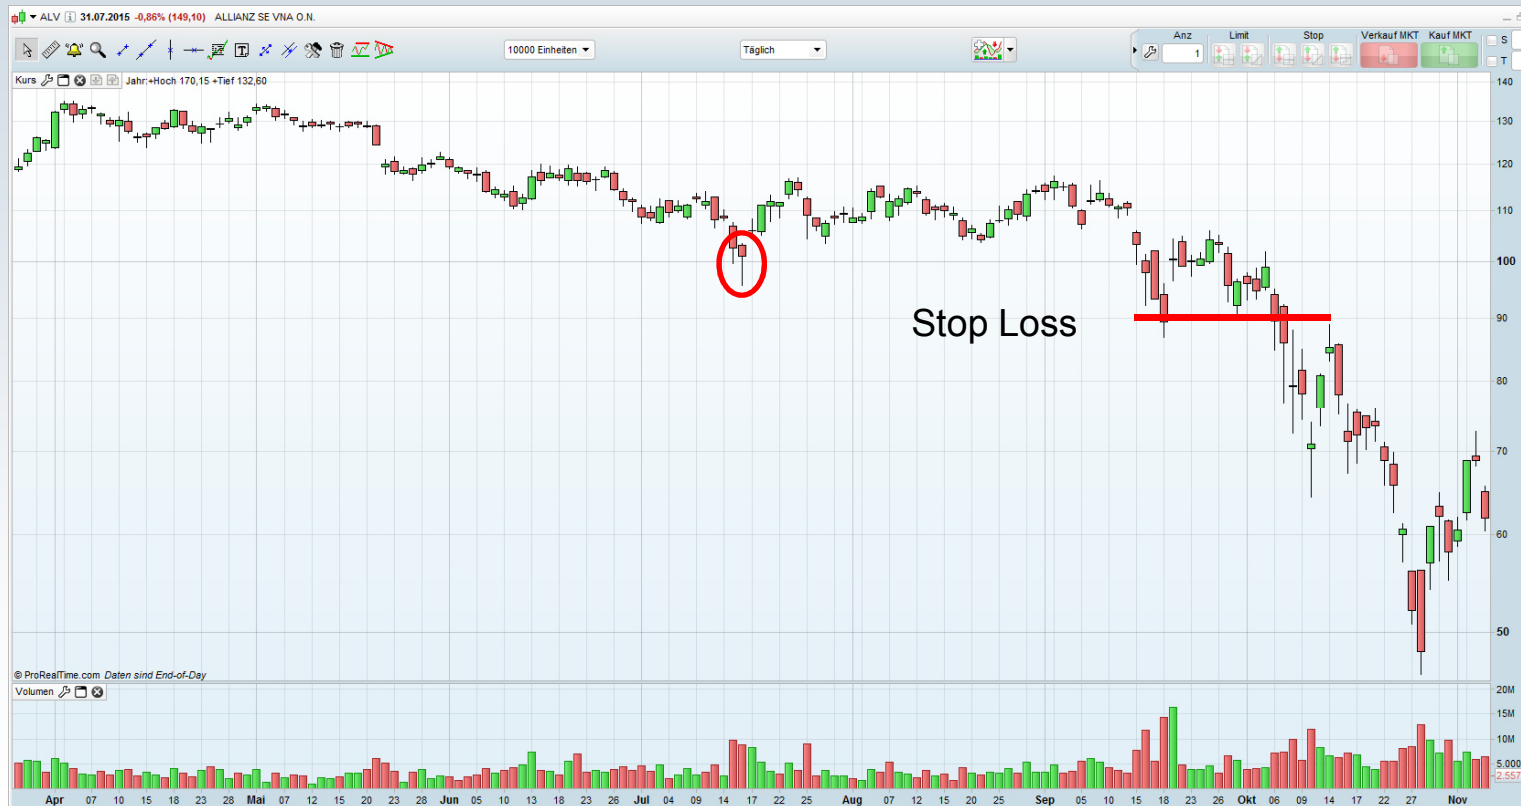 ALV 31.07.2015 -0,86% (149,10) ALLIANZ SE VNA O.N.
10000 Einheiten
Täglich
Anz
1
Limit
Stop
Verkauf MKT
Kauf MKT
S
T
Kurs Jahr:+Hoch 170,15 +Tief 132,60
140
130
120
110
100
90
80
70
60
50
Stop Loss
© ProRealTime.com Daten sind End-of-Day
Volumen
20M
15M
10M
5.000
2.557
Apr 07 10 15 18 23 28 Mai 07 12 15 20 23 28 Jun 05 10 13 18 23 26 Jul 04 09 14 17 22 25 Aug 07 12 15 20 25 Sep 05 10 15 18 23 26 Okt 06 09 14 17 22 27 Nov